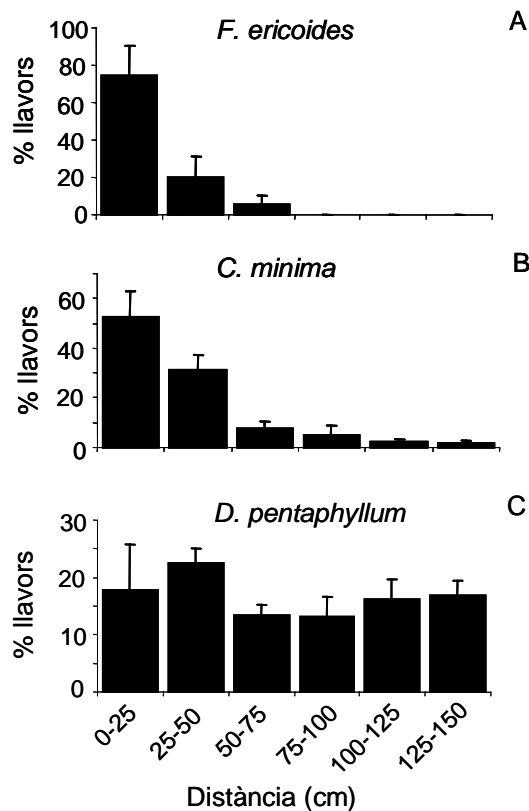 F. ericoides
A
% llavors
100
80
60
40
20
0
C. minima
B
% llavors
60
40
20
0
D. pentaphyllum
C
% llavors
30
20
10
0
0-25
25-50
50-75
75-100
100-125
125-150
Distància (cm)